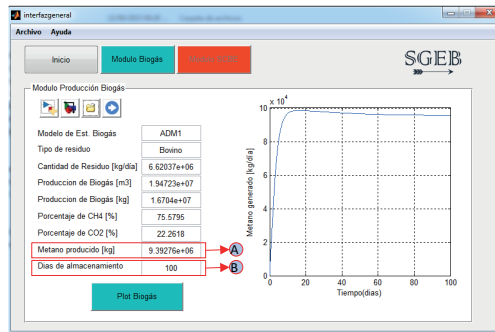 interfazgeneral
Archivo Ayuda
Inicio
Modulo Biogás
SGEB
Modulo Producción Biogás
Modelo de Est. Biogás ADM1
Tipo de residuo Bovino
Cantidad de Residuo [kg/día] 6.62037e+06
Produccion de Biogás [m3] 1.94723e+07
Produccion de Biogás [kg] 1.6704e+07
Porcentaje de CH4 [%] 75.5795
Porcentaje de CO2 [%] 22.2618
Metano producido [kg] 9.39276e+06 A
Dias de almacenamiento 100 B
Plot Biogás
x 10^4
10
8
6
4
2
0
Metano generado [kg/día]
0 20 40 60 80 100
Tiempo(dias)